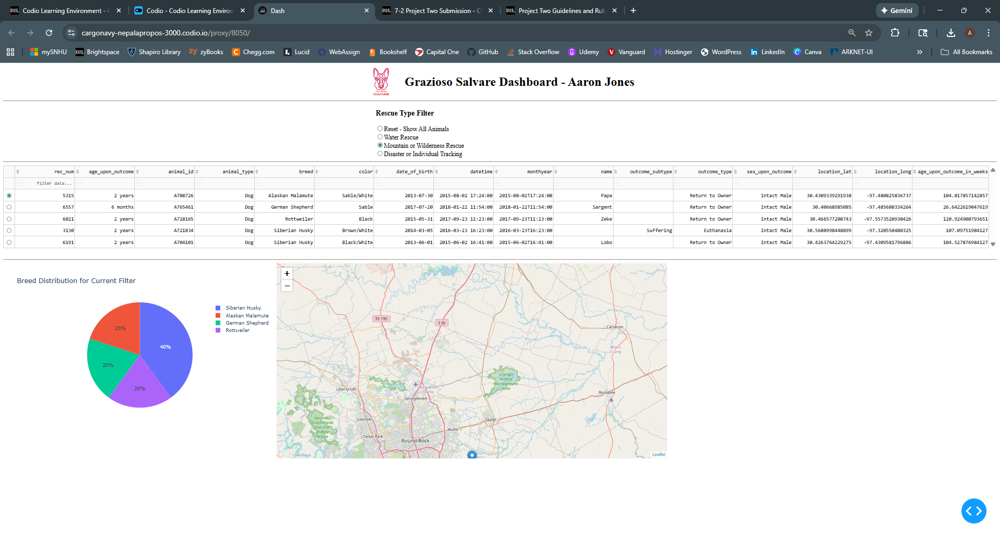 Codio Learning Environment - C
Codio - Codio Learning Environ
Dash
7-2 Project Two Submission - C
Project Two Guidelines and Rub
Gemini
cargonavy-nepalapropos-3000.codio.io/proxy/8050/
A
mySNHU
D2L Brightspace
Shapiro Library
zyBooks
Chegg.com
Lucid
WebAssign
Bookshelf
Capital One
GitHub
Stack Overflow
Udemy
Vanguard
Hostinger
WordPress
LinkedIn
Canva
ARKNET-UI
All Bookmarks
SALVARE
Grazioso Salvare Dashboard - Aaron Jones
Rescue Type Filter
Reset - Show All Animals
Water Rescue
Mountain or Wilderness Rescue
Disaster or Individual Tracking
rec_num age_upon_outcome animal_id animal_type breed color date_of_birth datetime monthyear name outcome_subtype outcome_type sex_upon_outcome location_lat location_long age_upon_outcome_in_weeks
filter data...
5315 2 years A708726 Dog Alaskan Malamute Sable/White 2013-07-30 2015-08-02 17:24:00 2015-08-02T17:24:00 Papa Return to Owner Intact Male 30.4309339291938 -97.480825836737 104.817857142857
6557 6 months A765461 Dog German Shepherd Sable 2017-07-20 2018-01-22 11:54:00 2018-01-22T11:54:00 Sargent Return to Owner Intact Male 30.40668985085 -97.485680334264 26.6422619047619
6021 2 years A728165 Dog Rottweiler Black 2015-05-31 2017-09-23 11:23:00 2017-09-23T11:23:00 Zeke Return to Owner Intact Male 30.466577208743 -97.5573520930426 120.924900793651
3130 2 years A721834 Dog Siberian Husky Brown/White 2014-03-05 2016-03-23 16:23:00 2016-03-23T16:23:00 Suffering Euthanasia Intact Male 30.5680998448899 -97.320550480325 107.09751984127
6191 2 years A704101 Dog Siberian Husky Black/White 2013-06-01 2015-06-02 16:41:00 2015-06-02T16:41:00 Lobo Return to Owner Intact Male 30.4263764229275 -97.4309581796886 104.527876984127
Breed Distribution for Current Filter
40%
20%
20%
20%
Siberian Husky
Alaskan Malamute
German Shepherd
Rottweiler
+
−
TX 195
I 35
Cameron
Milam
County
Granger
Wildlife
Management
Area
Liberty Hill
Williamson
County
Georgetown
Rockdale
Balcones
Canyonlands
National
Wildlife
Refuge
Leander
Taylor
Hutto
Cedar Park
Round Rock
Lake Travis
Leaflet